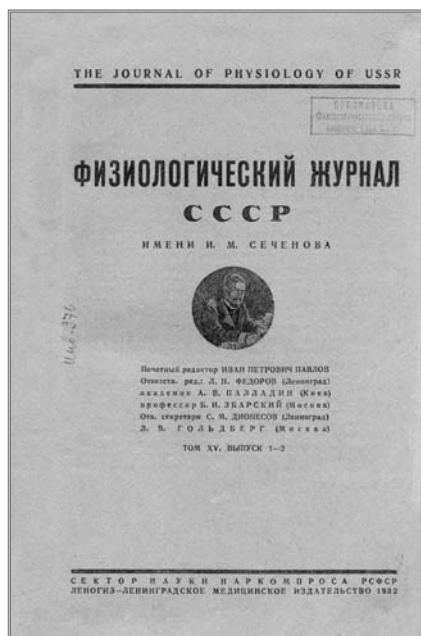 THE JOURNAL OF PHYSIOLOGY OF USSR
ФИЗИОЛОГИЧЕСКИЙ ЖУРНАЛ
СССР
ИМЕНИ И. М. СЕЧЕНОВА
Почетный редактор ИВАН ПЕТРОВИЧ ПАВЛОВ
Ответств. ред.: Л. Н. ФЕДОРОВ (Ленинград)
академик А. В. ПАЛЛАДИН (Киев)
профессор Б. И. ЗБАРСКИЙ (Москва)
Отв. секретари С. М. ДИОНЕСОВ (Ленинград)
Л. Б. ГОЛЬДБЕРГ (Москва)
ТОМ XV, ВЫПУСК 1—2
СЕКТОР НАУКИ НАРКОМПРОСА РСФСР
ЛЕНОГИЗ—ЛЕНИНГРАДСКОЕ МЕДИЦИНСКОЕ ИЗДАТЕЛЬСТВО 1932